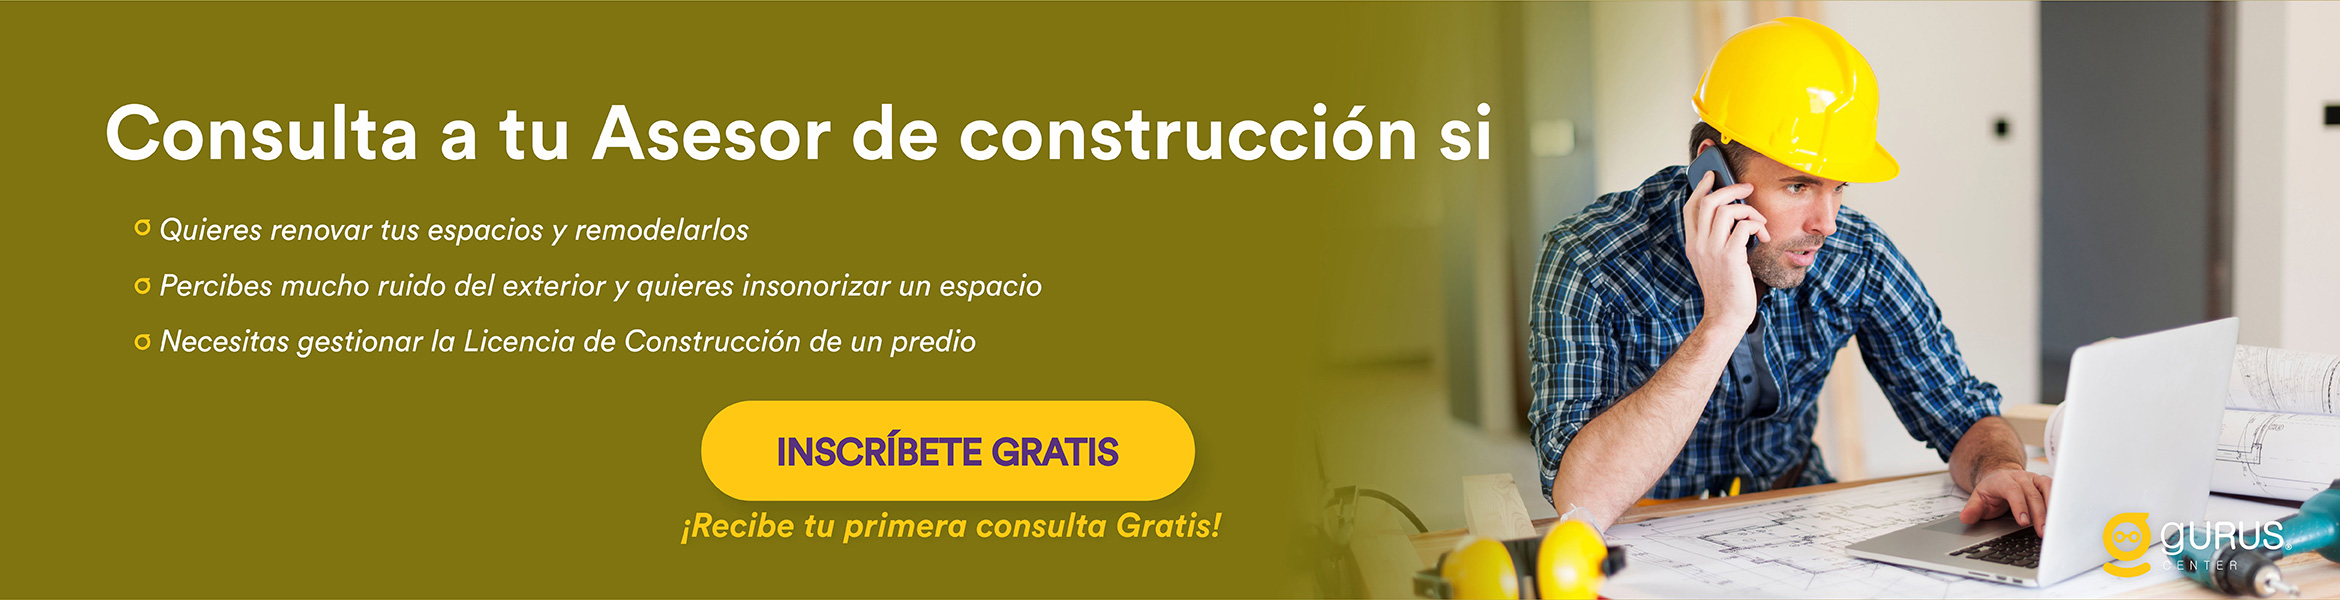 Consulta a tu Asesor de construcción si
Quieres renovar tus espacios y remodelarlos
Percibes mucho ruido del exterior y quieres insonorizar un espacio
Necesitas gestionar la Licencia de Construcción de un predio
INSCRÍBETE GRATIS
¡Recibe tu primera consulta Gratis!
gURUS®
CENTER